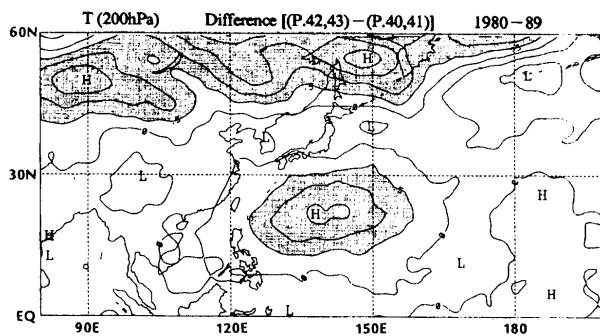 T (200hPa) Difference [(P.42,43)−(P.40,41)] 1980−89
60N
H H L
L
30N L
H H
H
L L
L H
EQ L
90E 120E 150E 180